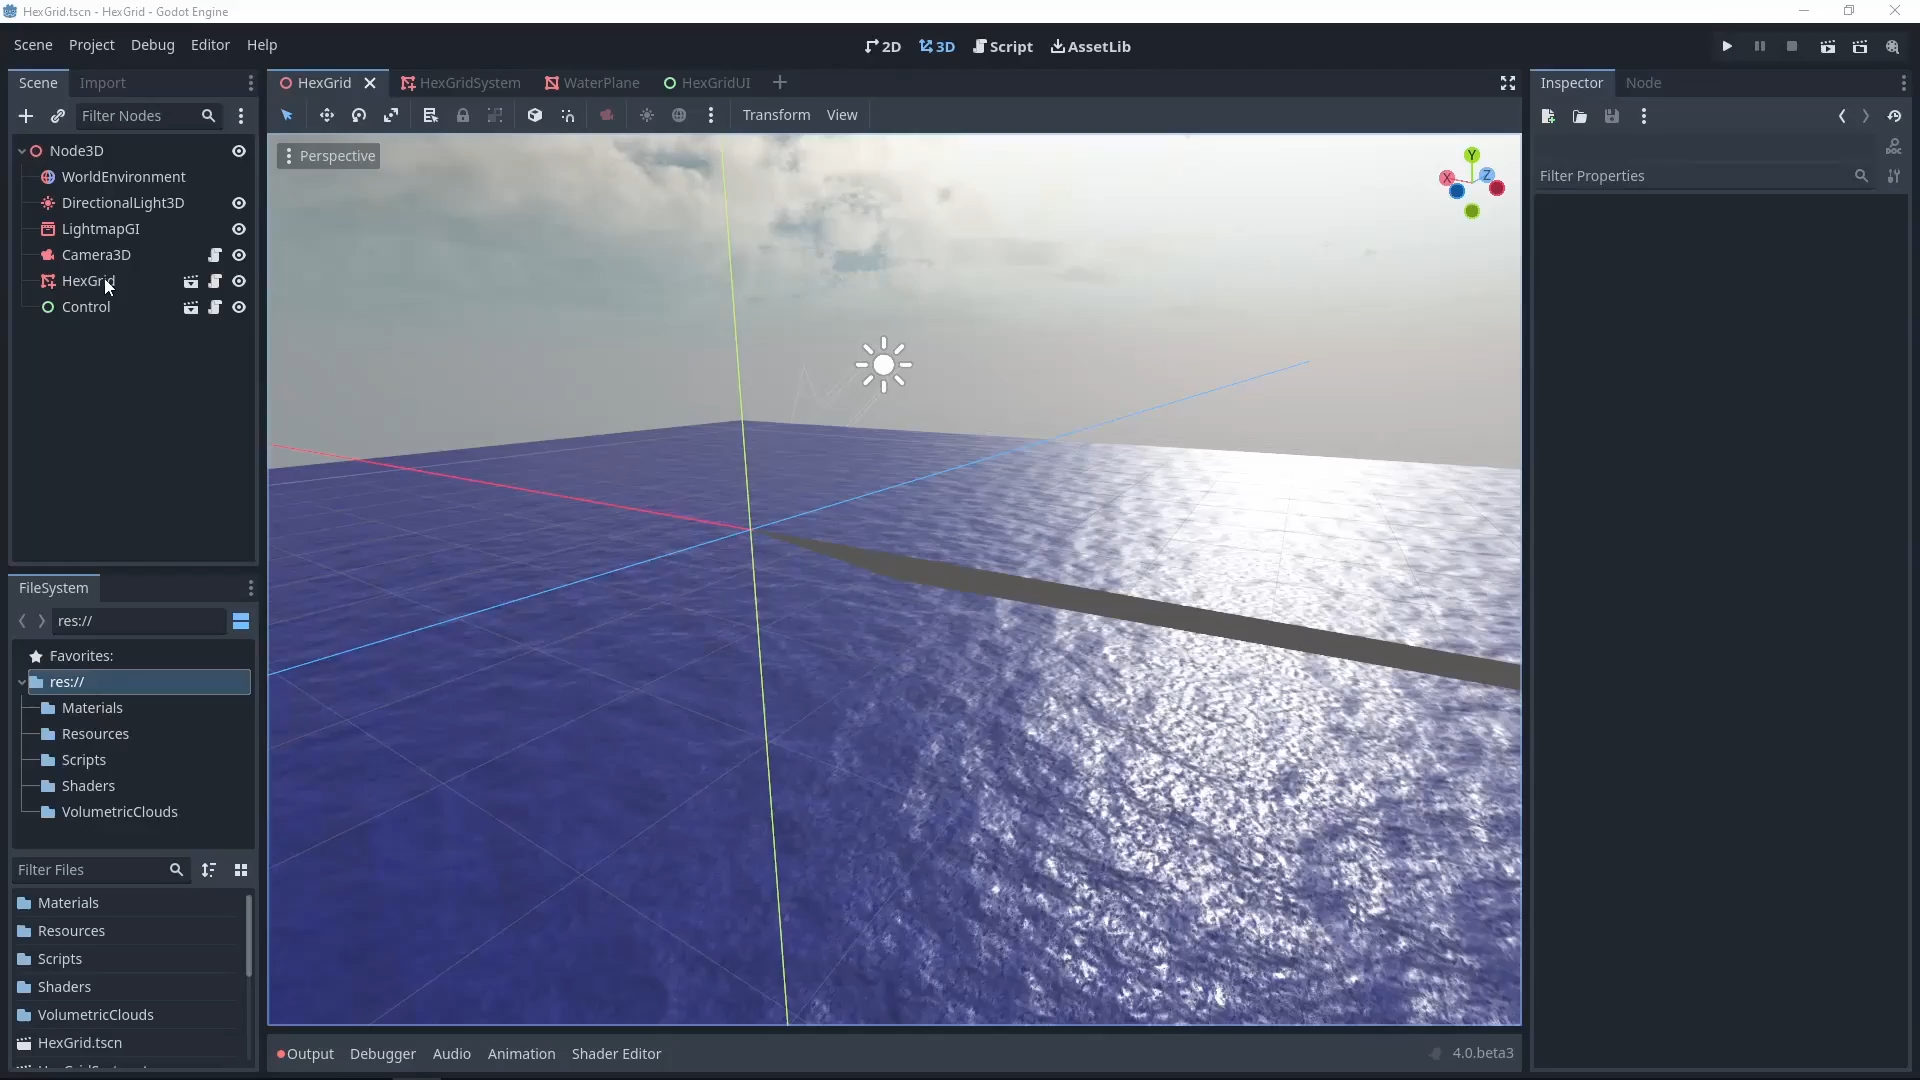 HexGrid.tscn - HexGrid - Godot Engine
Scene Project Debug Editor Help
2D 3D Script AssetLib
Scene Import
Filter Nodes
Node3D
WorldEnvironment
DirectionalLight3D
LightmapGI
Camera3D
HexGrid
Control
FileSystem
res://
Favorites:
res://
Materials
Resources
Scripts
Shaders
VolumetricClouds
Filter Files
Materials
Resources
Scripts
Shaders
VolumetricClouds
HexGrid.tscn
HexGrid HexGridSystem WaterPlane HexGridUI
Transform View
Perspective
Y
X Z
Output Debugger Audio Animation Shader Editor
4.0.beta3
Inspector Node
DOC
Filter Properties